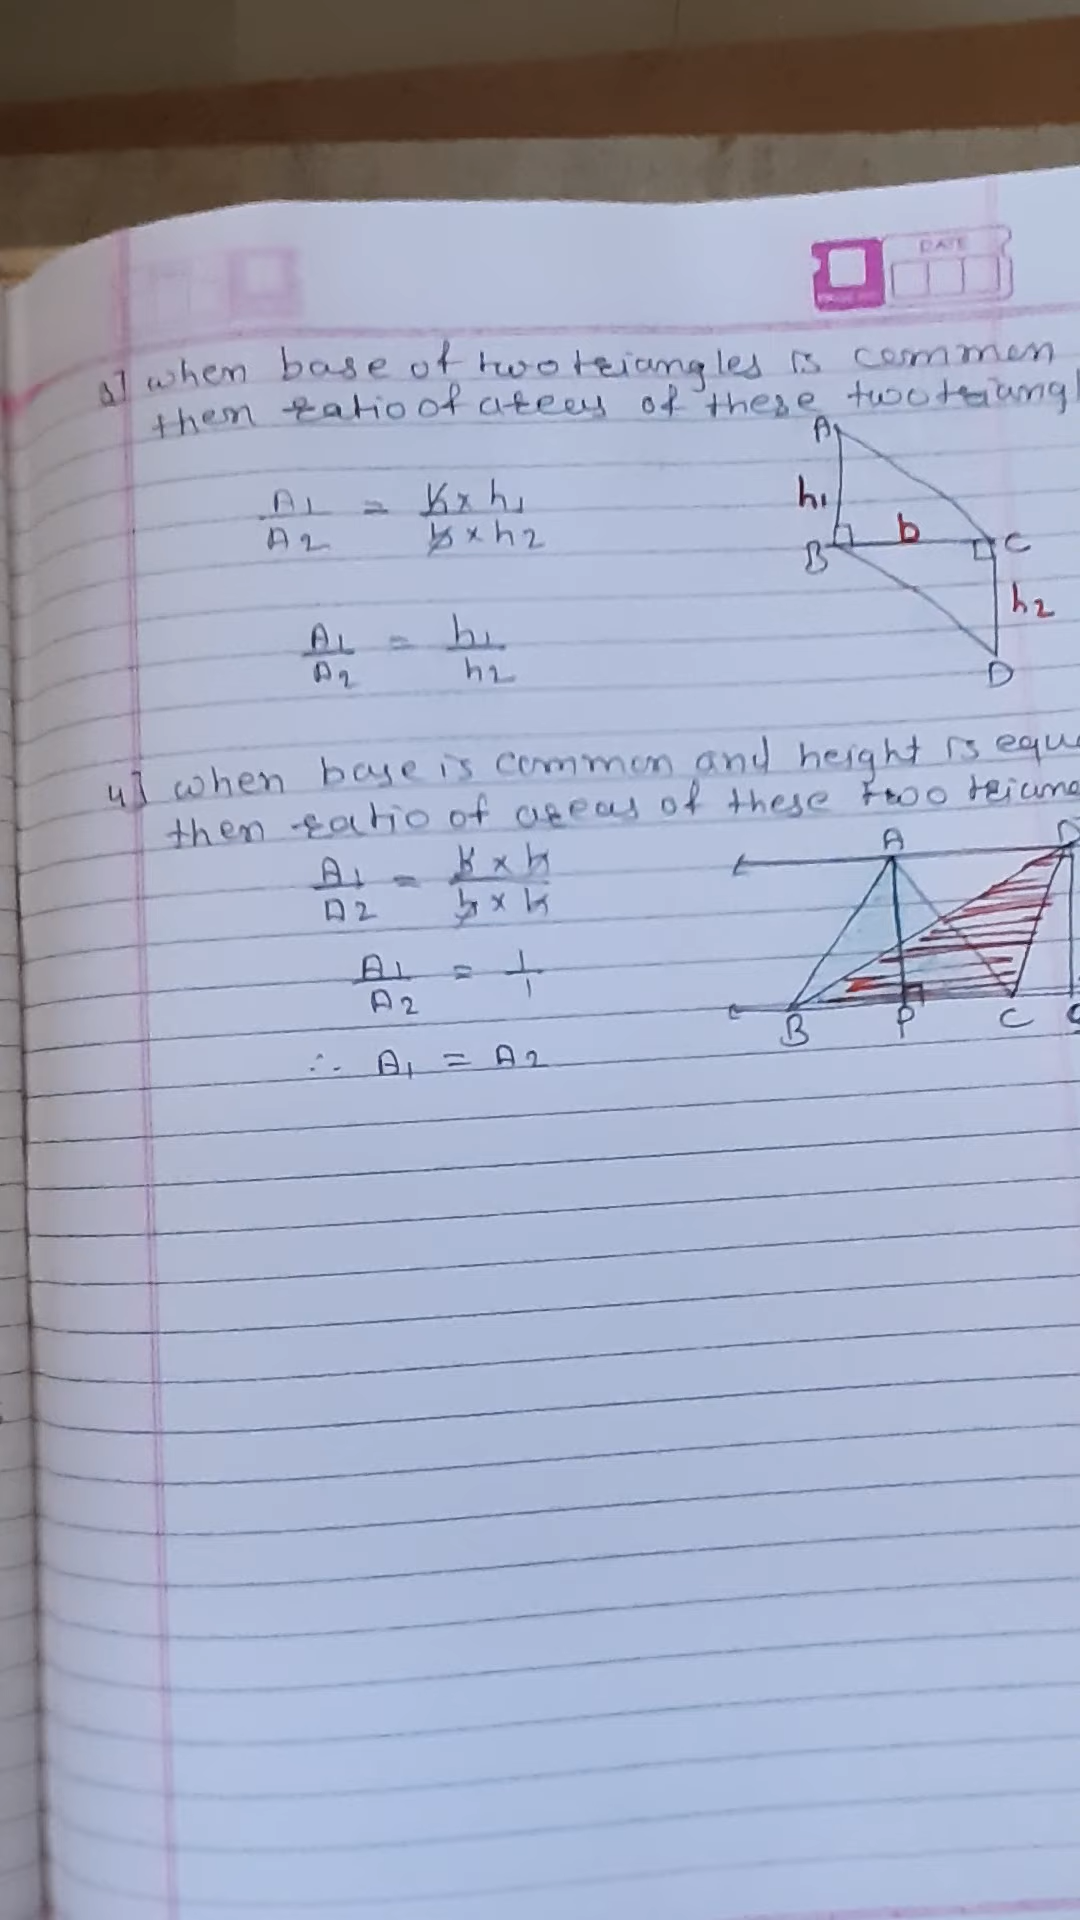 DATE
3] when base of two triangles is common
then ratio of areas of these two triangl
A1/A2 = b x h1/b x h2
A1/A2 = h1/h2
A
h1
b
B
C
h2
D
4] when base is common and height is equ
then ratio of areas of these two triang
A1/A2 = b x h/b x h
A1/A2 = 1/1
∴ A1 = A2
A
D
B
P
C